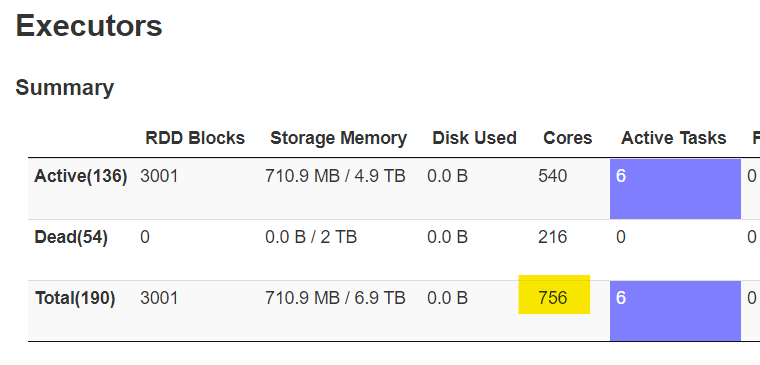 Executors
Summary
RDD Blocks Storage Memory Disk Used Cores Active Tasks F
Active(136) 3001 710.9 MB / 4.9 TB 0.0 B 540 6 0
Dead(54) 0 0.0 B / 2 TB 0.0 B 216 0 0
Total(190) 3001 710.9 MB / 6.9 TB 0.0 B 756 6 0